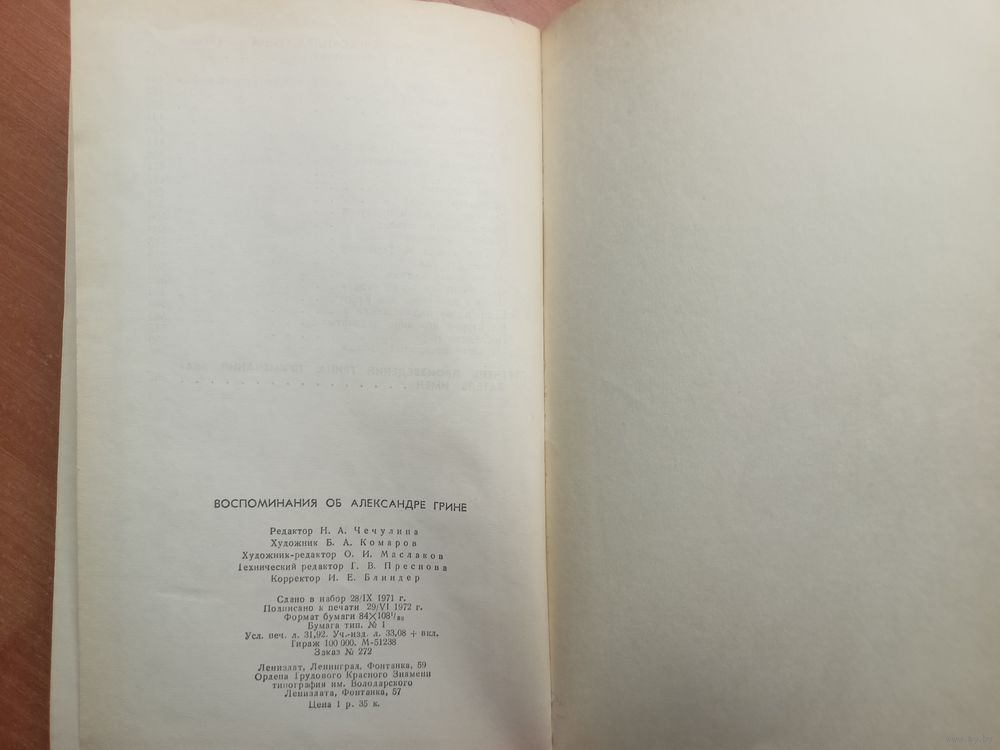 ВОСПОМИНАНИЯ ОБ АЛЕКСАНДРЕ ГРИНЕ
Редактор Н. А. Чечулина
Художник Б. А. Комаров
Художник-редактор О. И. Маслаков
Технический редактор Г. В. Преснова
Корректор И. Е. Блиндер
Сдано в набор 28/IX 1971 г.
Подписано к печати 29/VI 1972 г.
Формат бумаги 84×108¹/₃₂
Бумага тип. № 1
Усл. печ. л. 31,92. Уч.-изд. л. 33,08 + вкл.
Тираж 100 000. М-51238
Заказ № 272
Лениздат, Ленинград, Фонтанка, 59
Ордена Трудового Красного Знамени
типография им. Володарского
Лениздата, Фонтанка, 57
Цена 1 р. 35 к.